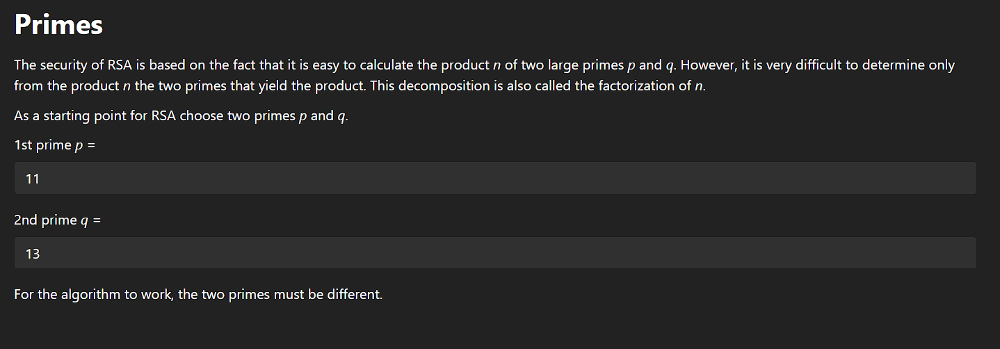 Primes
The security of RSA is based on the fact that it is easy to calculate the product n of two large primes p and q. However, it is very difficult to determine only
from the product n the two primes that yield the product. This decomposition is also called the factorization of n.
As a starting point for RSA choose two primes p and q.
1st prime p =
11
2nd prime q =
13
For the algorithm to work, the two primes must be different.